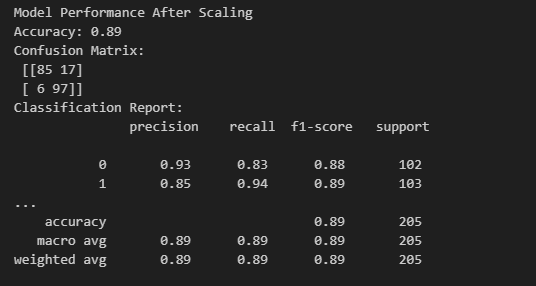 Model Performance After Scaling
Accuracy: 0.89
Confusion Matrix:
 [[85 17]
 [ 6 97]]
Classification Report:
              precision    recall  f1-score   support

           0       0.93      0.83      0.88       102
           1       0.85      0.94      0.89       103
...
    accuracy                           0.89       205
   macro avg       0.89      0.89      0.89       205
weighted avg       0.89      0.89      0.89       205